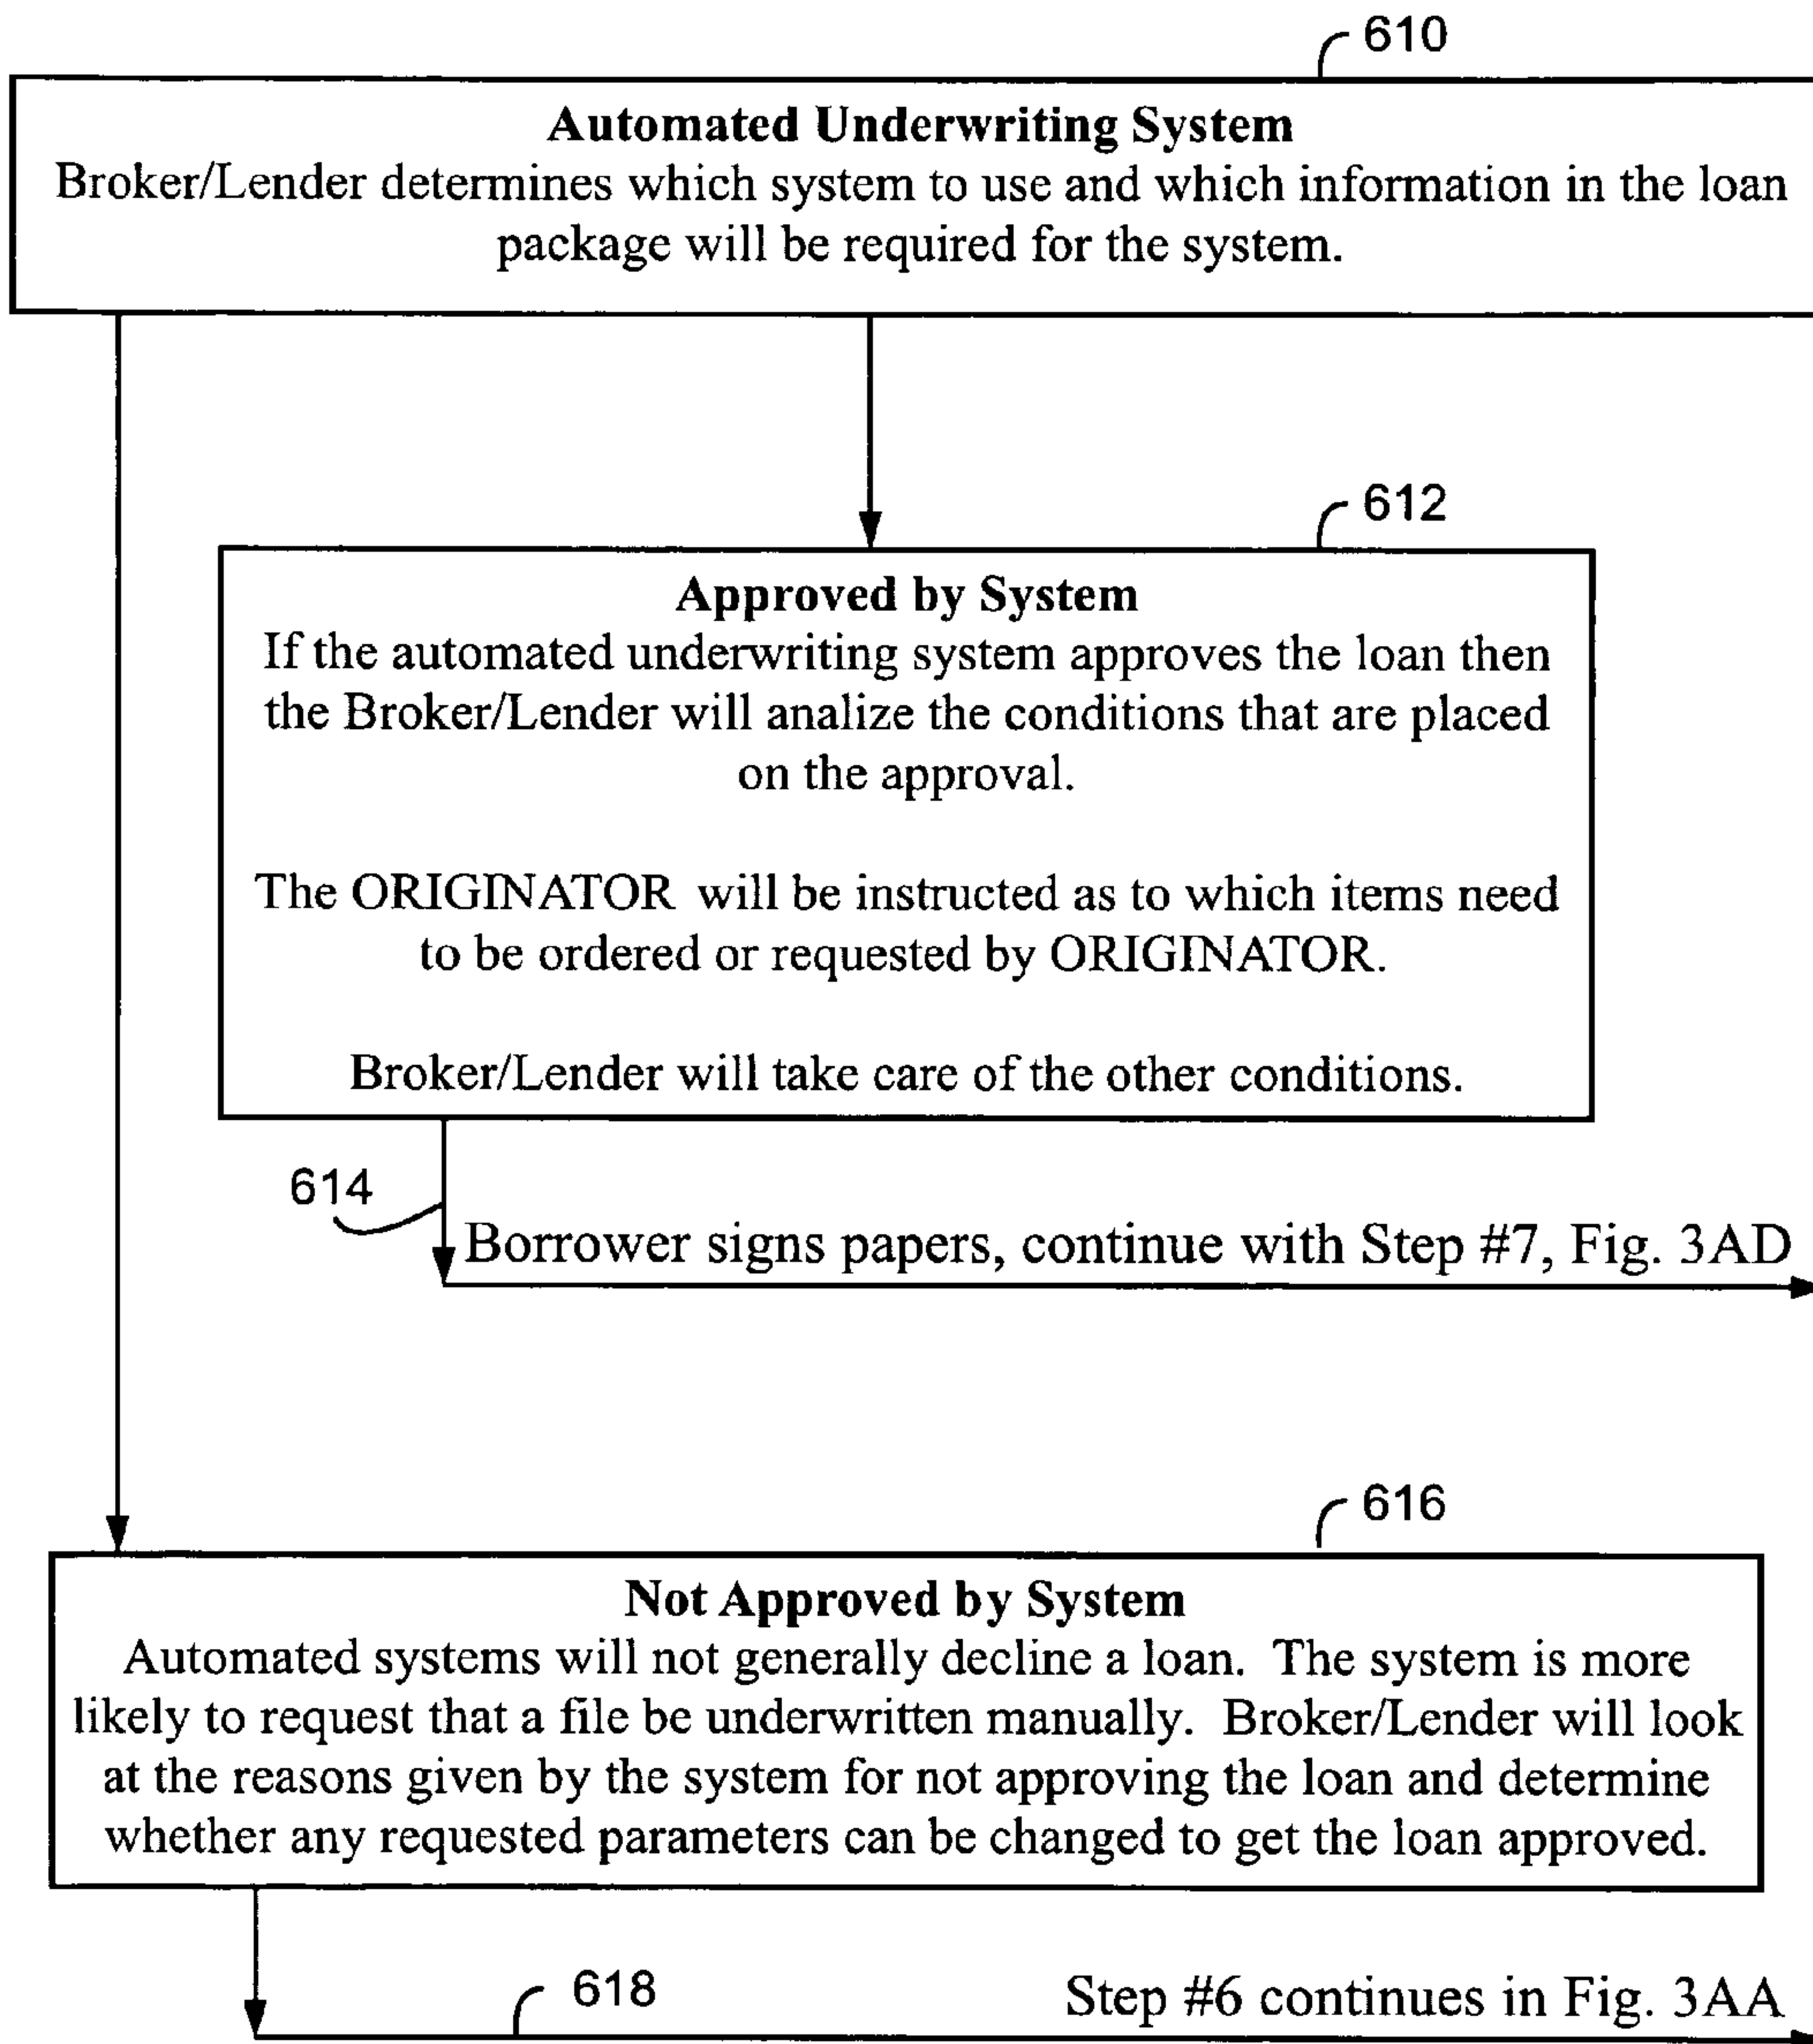 610
Automated Underwriting System
Broker/Lender determines which system to use and which information in the loan
package will be required for the system.
612
Approved by System
If the automated underwriting system approves the loan then
the Broker/Lender will analize the conditions that are placed
on the approval.
The ORIGINATOR will be instructed as to which items need
to be ordered or requested by ORIGINATOR.
Broker/Lender will take care of the other conditions.
614
Borrower signs papers, continue with Step #7, Fig. 3AD
616
Not Approved by System
Automated systems will not generally decline a loan. The system is more
likely to request that a file be underwritten manually. Broker/Lender will look
at the reasons given by the system for not approving the loan and determine
whether any requested parameters can be changed to get the loan approved.
618
Step #6 continues in Fig. 3AA